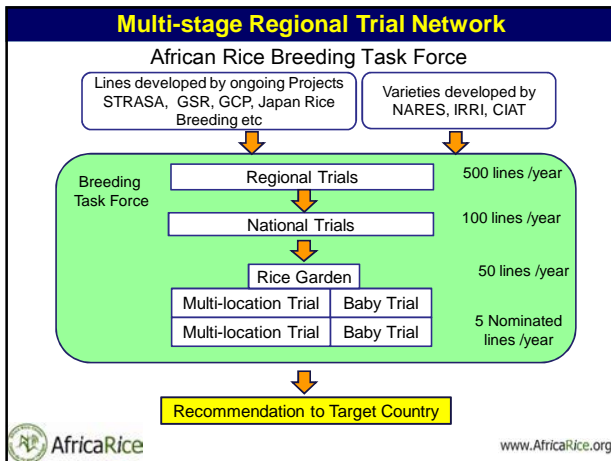 Multi-stage Regional Trial Network
African Rice Breeding Task Force
Lines developed by ongoing Projects
STRASA, GSR, GCP, Japan Rice
Breeding etc
Varieties developed by
NARES, IRRI, CIAT
Breeding
Task Force
Regional Trials
500 lines /year
National Trials
100 lines /year
Rice Garden
50 lines /year
Multi-location Trial
Baby Trial
Multi-location Trial
Baby Trial
5 Nominated
lines /year
Recommendation to Target Country
AfricaRice
www.AfricaRice.org